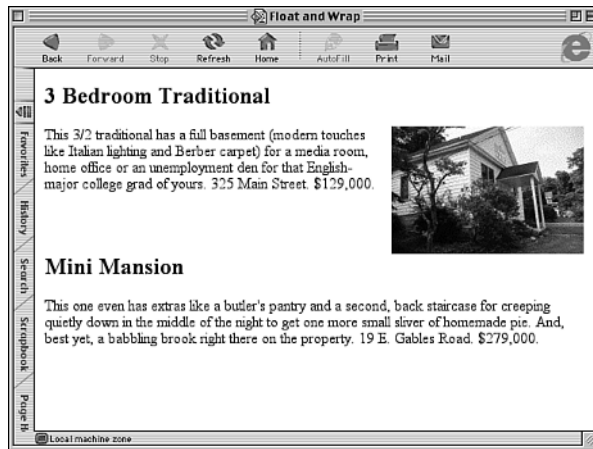 Float and Wrap
Back Forward Stop Refresh Home AutoFill Print Mail
Favorites
History
Search
Scrapbook
3 Bedroom Traditional
This 3/2 traditional has a full basement (modern touches
like Italian lighting and Berber carpet) for a media room,
home office or an unemployment den for that English-
major college grad of yours. 325 Main Street. $129,000.
Mini Mansion
This one even has extras like a butler's pantry and a second, back staircase for creeping
quietly down in the middle of the night to get one more small sliver of homemade pie. And,
best yet, a babbling brook right there on the property. 19 E. Gables Road. $279,000.
Page
Local machine zone